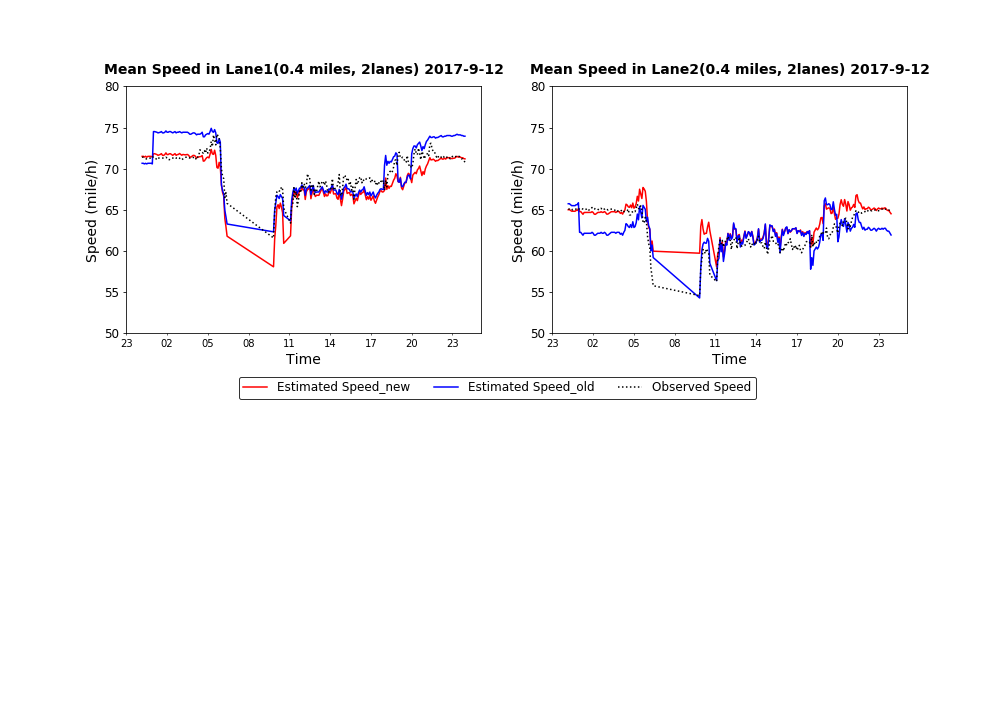 Mean Speed in Lane1(0.4 miles, 2lanes) 2017-9-12
80
75
70
65
60
55
50
Speed (mile/h)
23 02 05 08 11 14 17 20 23
Time
Mean Speed in Lane2(0.4 miles, 2lanes) 2017-9-12
80
75
70
65
60
55
50
Speed (mile/h)
23 02 05 08 11 14 17 20 23
Time
Estimated Speed_new Estimated Speed_old Observed Speed